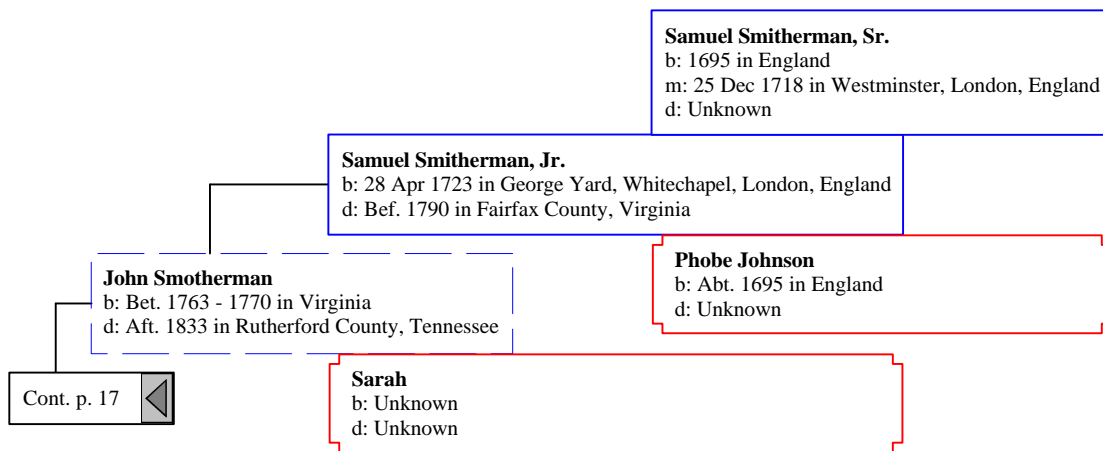 Samuel Smitherman, Sr.
b: 1695 in England
m: 25 Dec 1718 in Westminster, London, England
d: Unknown
Samuel Smitherman, Jr.
b: 28 Apr 1723 in George Yard, Whitechapel, London, England
d: Bef. 1790 in Fairfax County, Virginia
Phobe Johnson
b: Abt. 1695 in England
d: Unknown
John Smotherman
b: Bet. 1763 - 1770 in Virginia
d: Aft. 1833 in Rutherford County, Tennessee
Sarah
b: Unknown
d: Unknown
Cont. p. 17